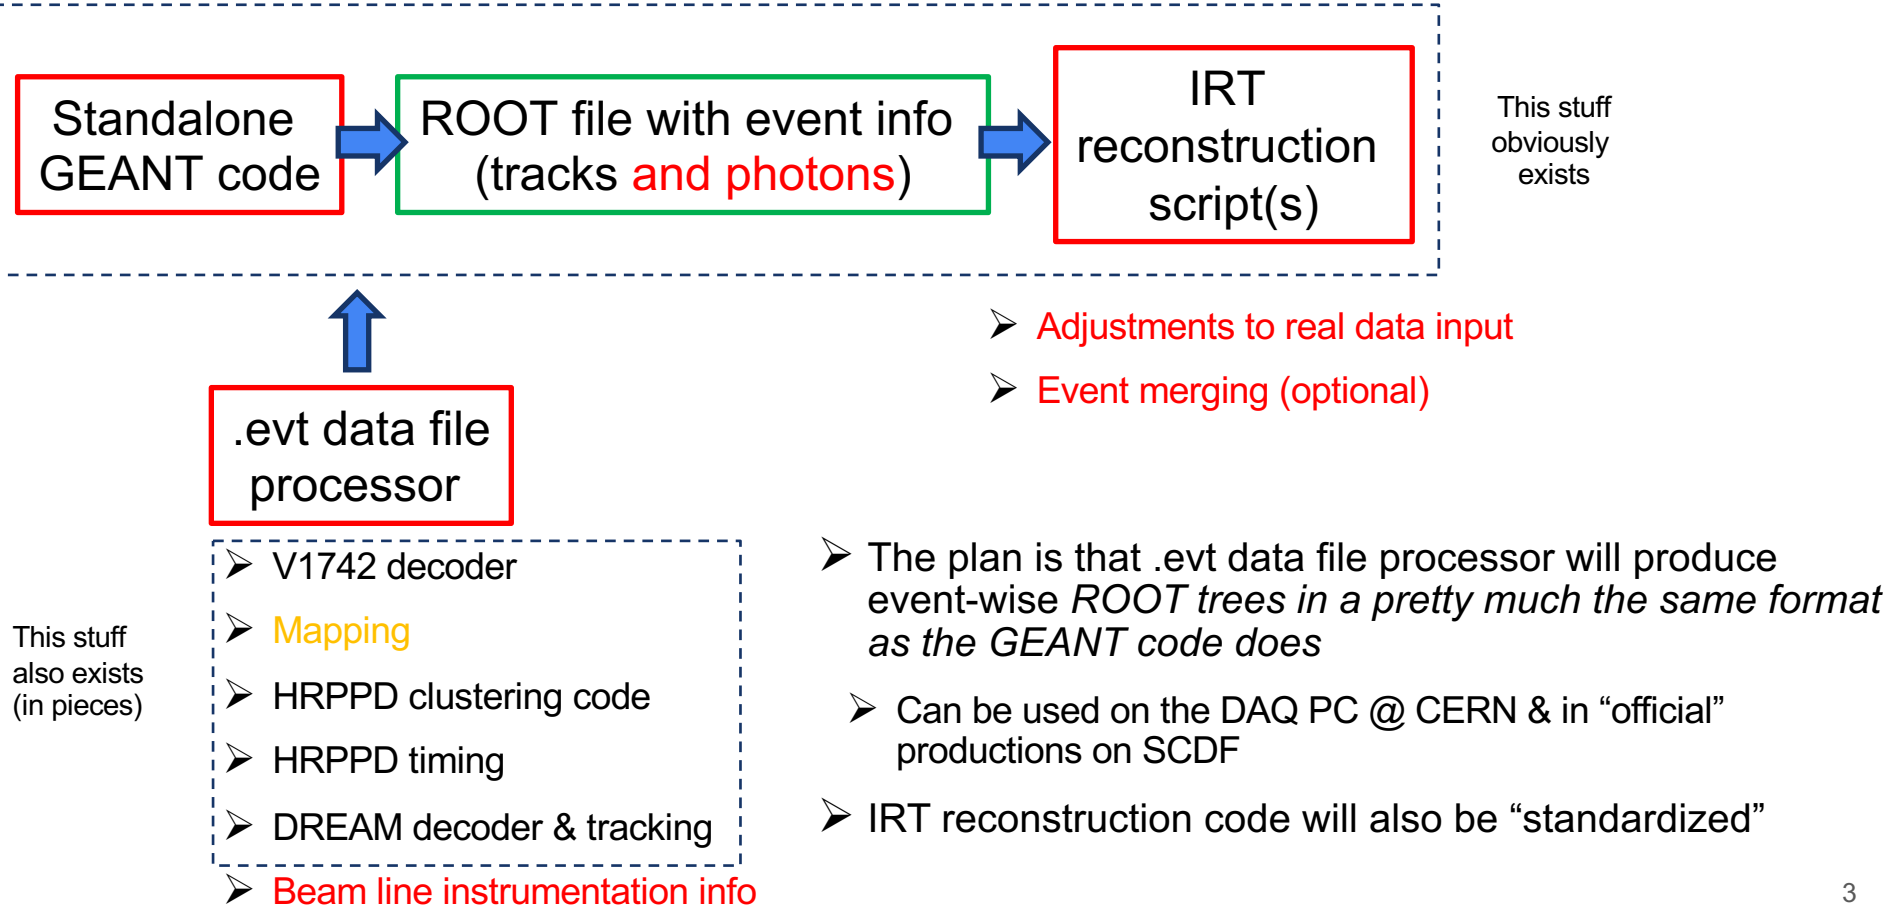 Standalone
GEANT code
ROOT file with event info
(tracks and photons)
IRT
reconstruction
script(s)
This stuff
obviously
exists
➢ Adjustments to real data input
➢ Event merging (optional)
.evt data file
processor
This stuff
also exists
(in pieces)
➢ V1742 decoder
➢ Mapping
➢ HRPPD clustering code
➢ HRPPD timing
➢ DREAM decoder & tracking
➢ Beam line instrumentation info
➢ The plan is that .evt data file processor will produce
event-wise ROOT trees in a pretty much the same format
as the GEANT code does
➢ Can be used on the DAQ PC @ CERN & in “official”
productions on SCDF
➢ IRT reconstruction code will also be “standardized”
3